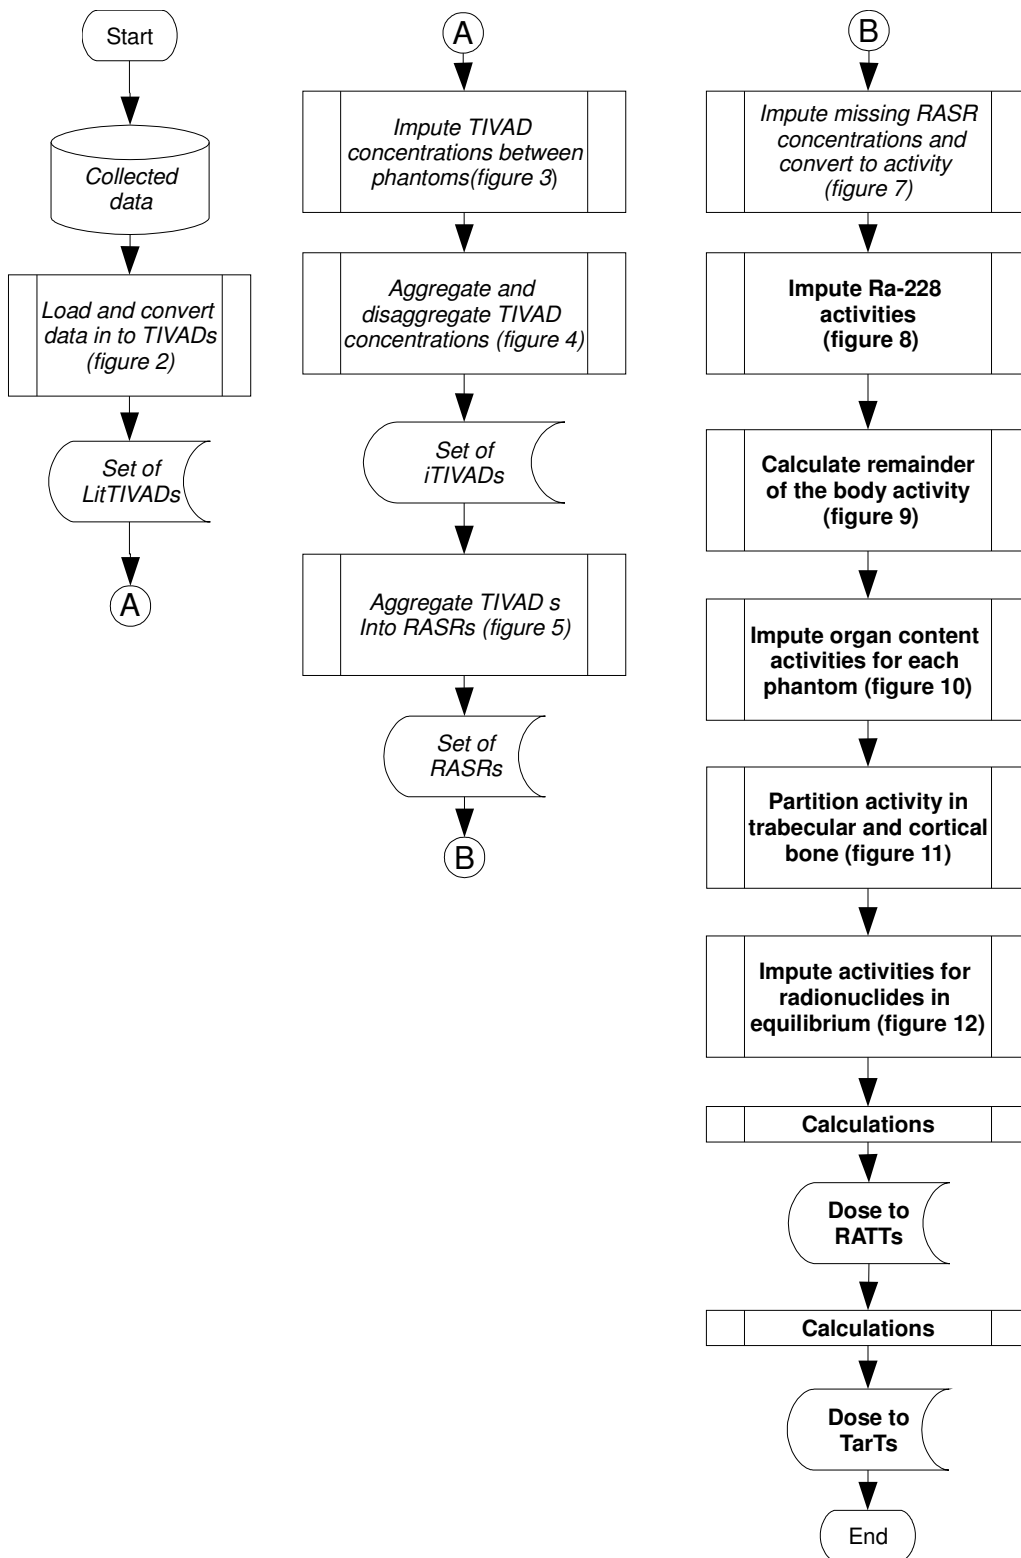 Start
Collected
data
Load and convert
data in to TIVADs
(figure 2)
Set of
LitTIVADs
A
A
Impute TIVAD
concentrations between
phantoms(figure 3)
Aggregate and
disaggregate TIVAD
concentrations (figure 4)
Set of
iTIVADs
Aggregate TIVAD s
Into RASRs (figure 5)
Set of
RASRs
B
B
Impute missing RASR
concentrations and
convert to activity
(figure 7)
Impute Ra-228
activities
(figure 8)
Calculate remainder
of the body activity
(figure 9)
Impute organ content
activities for each
phantom (figure 10)
Partition activity in
trabecular and cortical
bone (figure 11)
Impute activities for
radionuclides in
equilibrium (figure 12)
Calculations
Dose to
RATTs
Calculations
Dose to
TarTs
End